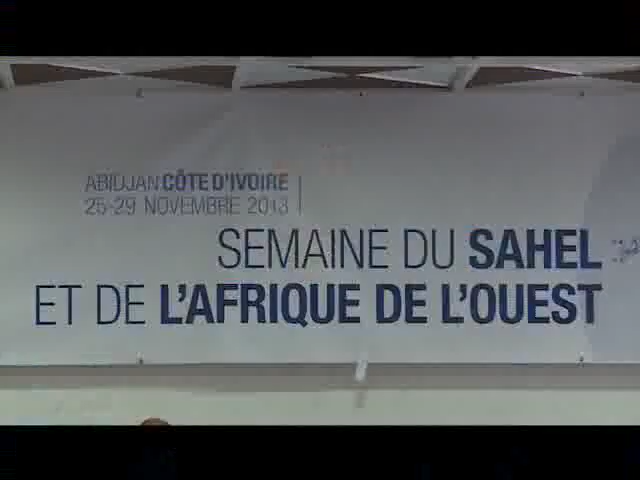 ABIDJAN CÔTE D'IVOIRE
25-29 NOVEMBRE 2013
SEMAINE DU SAHEL
ET DE L'AFRIQUE DE L'OUEST